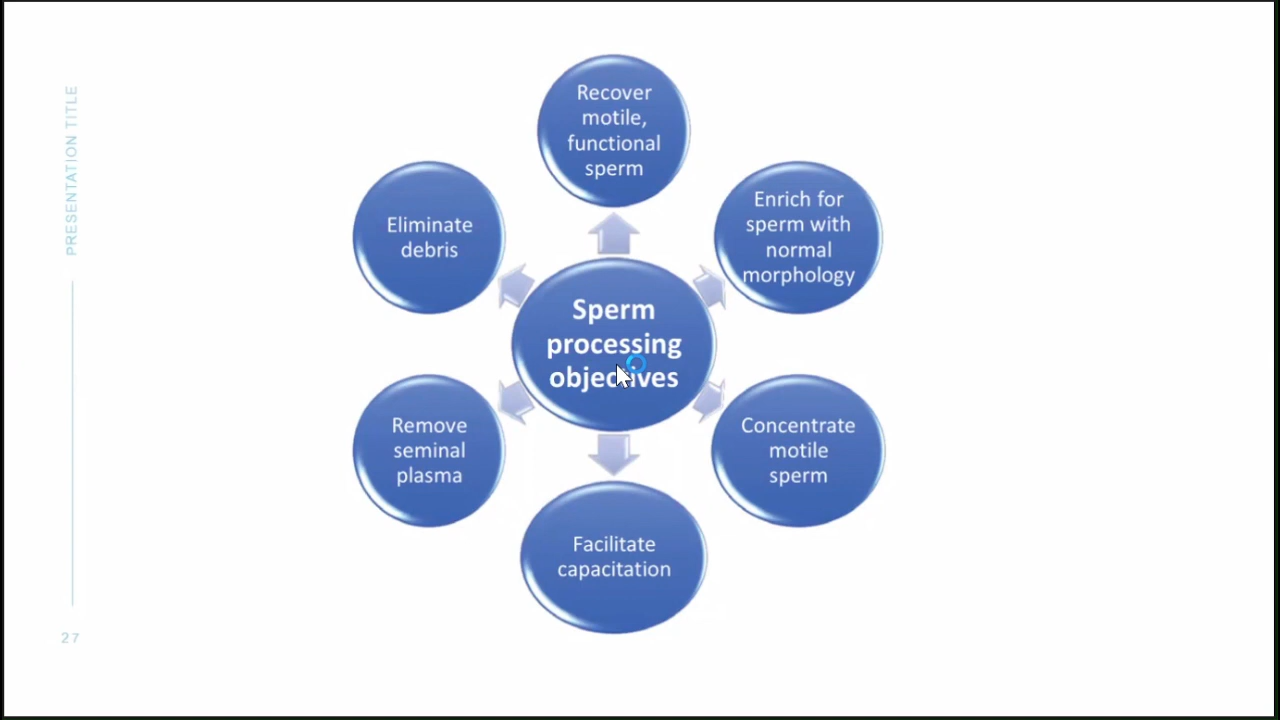 PRESENTATION TITLE
27
Recover
motile,
functional
sperm
Enrich for
sperm with
normal
morphology
Concentrate
motile
sperm
Facilitate
capacitation
Remove
seminal
plasma
Eliminate
debris
Sperm
processing
objectives